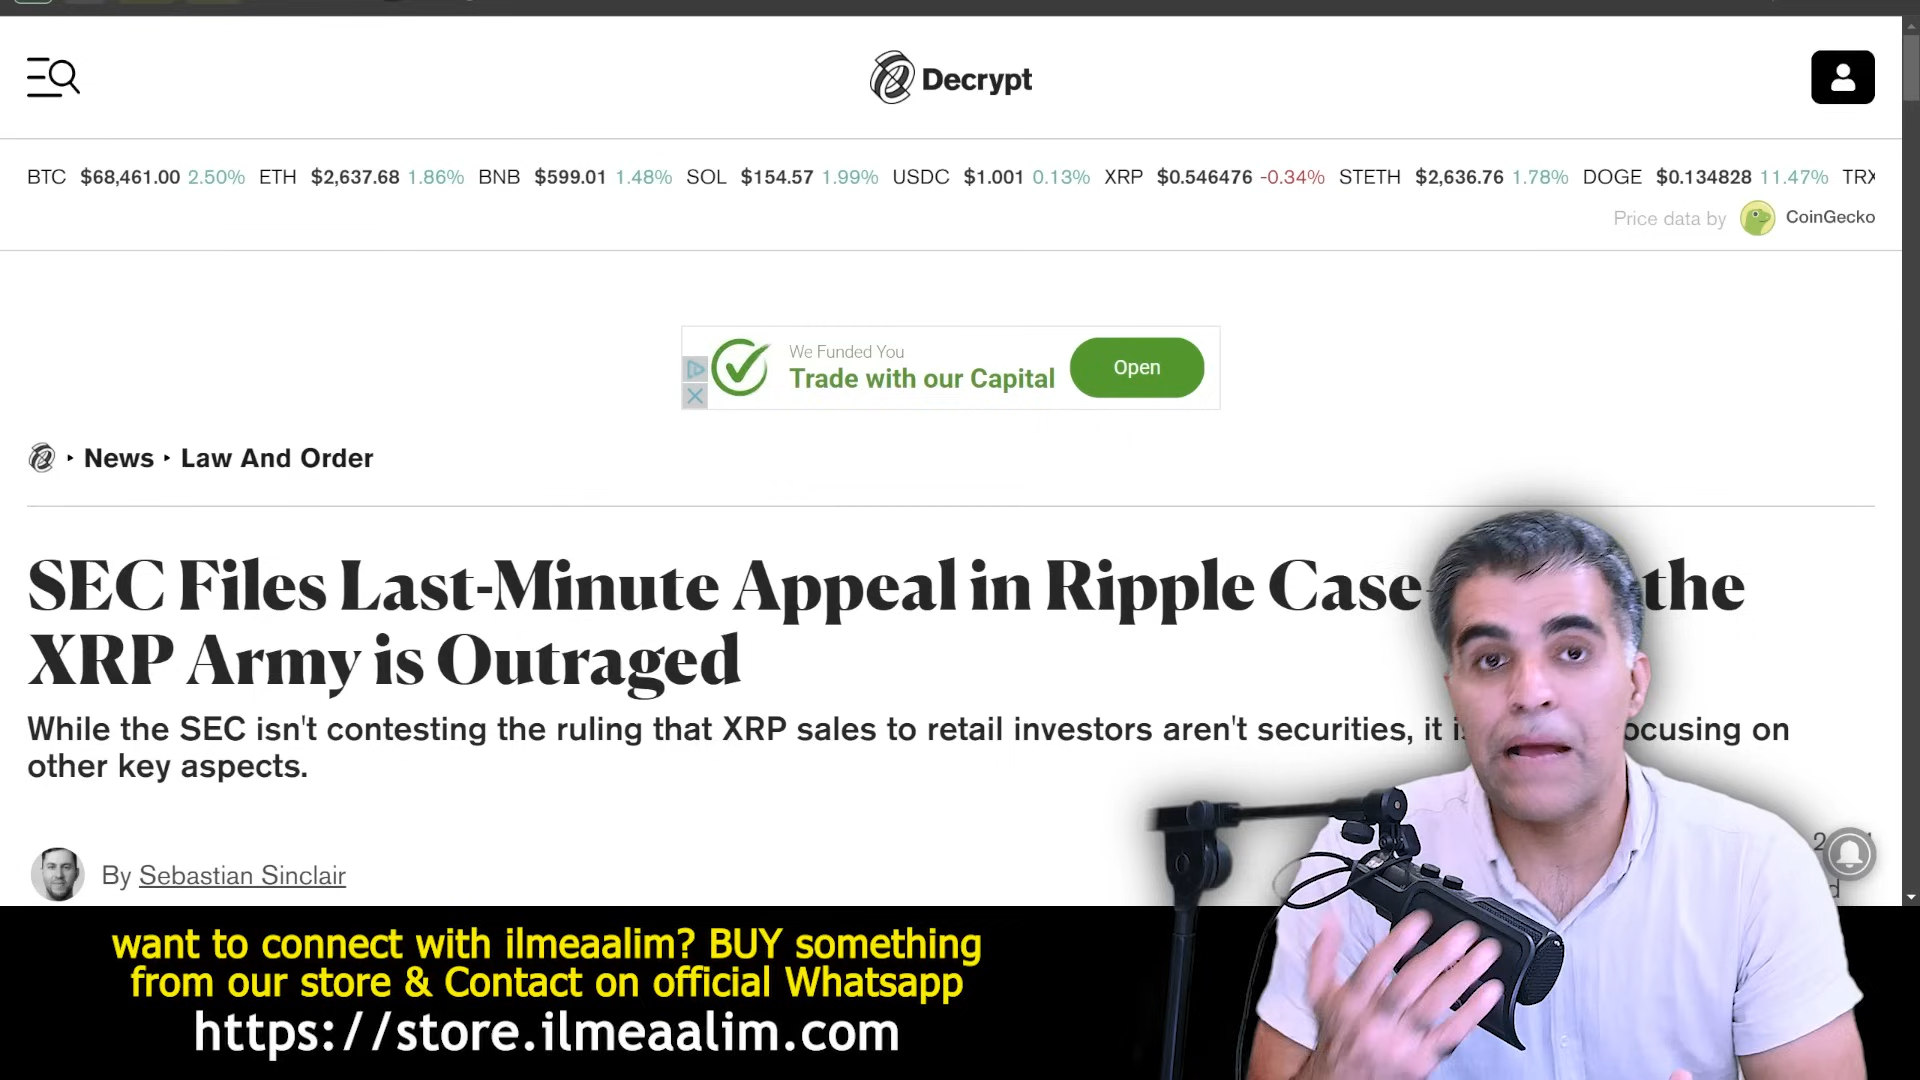 Decrypt
BTC $68,461.00 2.50% ETH $2,637.68 1.86% BNB $599.01 1.48% SOL $154.57 1.99% USDC $1.001 0.13% XRP $0.546476 -0.34% STETH $2,636.76 1.78% DOGE $0.134828 11.47% TRX
Price data by CoinGecko
We Funded You
Trade with our Capital
Open
News Law And Order
SEC Files Last-Minute Appeal in Ripple Case the
XRP Army is Outraged
While the SEC isn't contesting the ruling that XRP sales to retail investors aren't securities, it ocusing on
other key aspects.
By Sebastian Sinclair
want to connect with ilmeaalim? BUY something
from our store & Contact on official Whatsapp
https://store.ilmeaalim.com